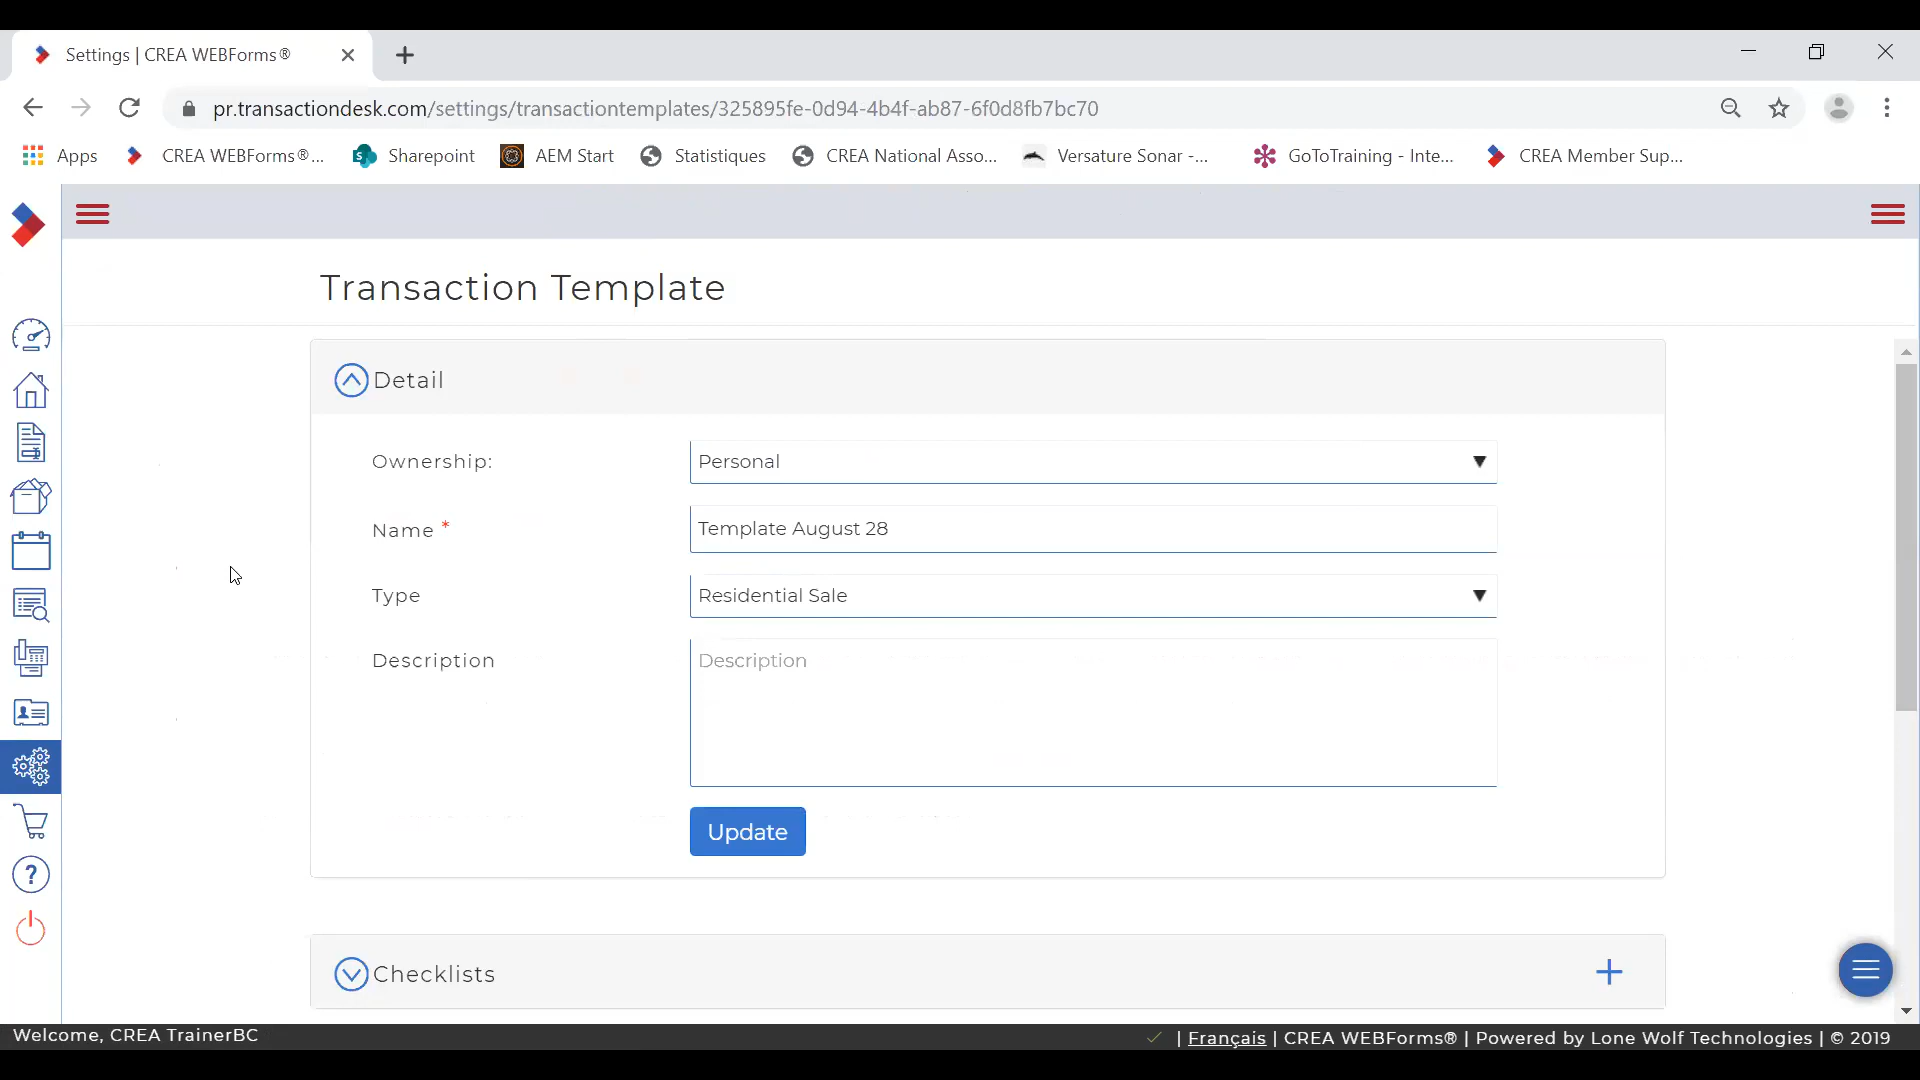 Settings | CREA WEBForms®
pr.transactiondesk.com/settings/transactiontemplates/325895fe-0d94-4b4f-ab87-6f0d8fb7bc70
Apps CREA WEBForms®... Sharepoint AEM Start Statistiques CREA National Asso... Versature Sonar -... GoToTraining - Inte... CREA Member Sup...
Transaction Template
Detail
Ownership: Personal
Name * Template August 28
Type Residential Sale
Description Description
Update
Checklists
Welcome, CREA TrainerBC | Français | CREA WEBForms® | Powered by Lone Wolf Technologies | © 2019